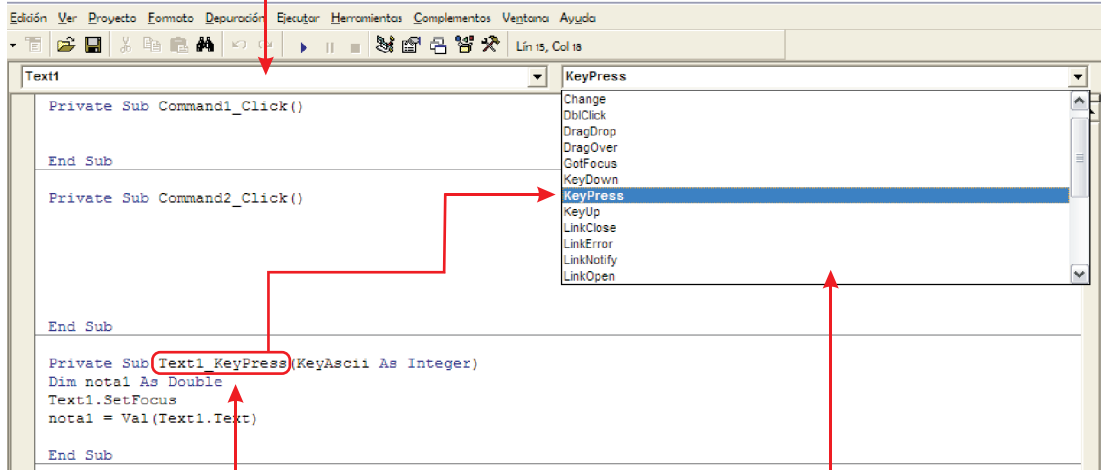 Edición Ver Proyecto Formato Depuración Ejecutar Herramientas Complementos Ventana Ayuda
Lín 15, Col 18
Text1 KeyPress
Private Sub Command1_Click()
End Sub
Private Sub Command2_Click()
End Sub
Private Sub Text1_KeyPress(KeyAscii As Integer)
Dim nota1 As Double
Text1.SetFocus
nota1 = Val(Text1.Text)
End Sub
Change
DblClick
DragDrop
DragOver
GotFocus
KeyDown
KeyPress
KeyUp
LinkClose
LinkError
LinkNotify
LinkOpen